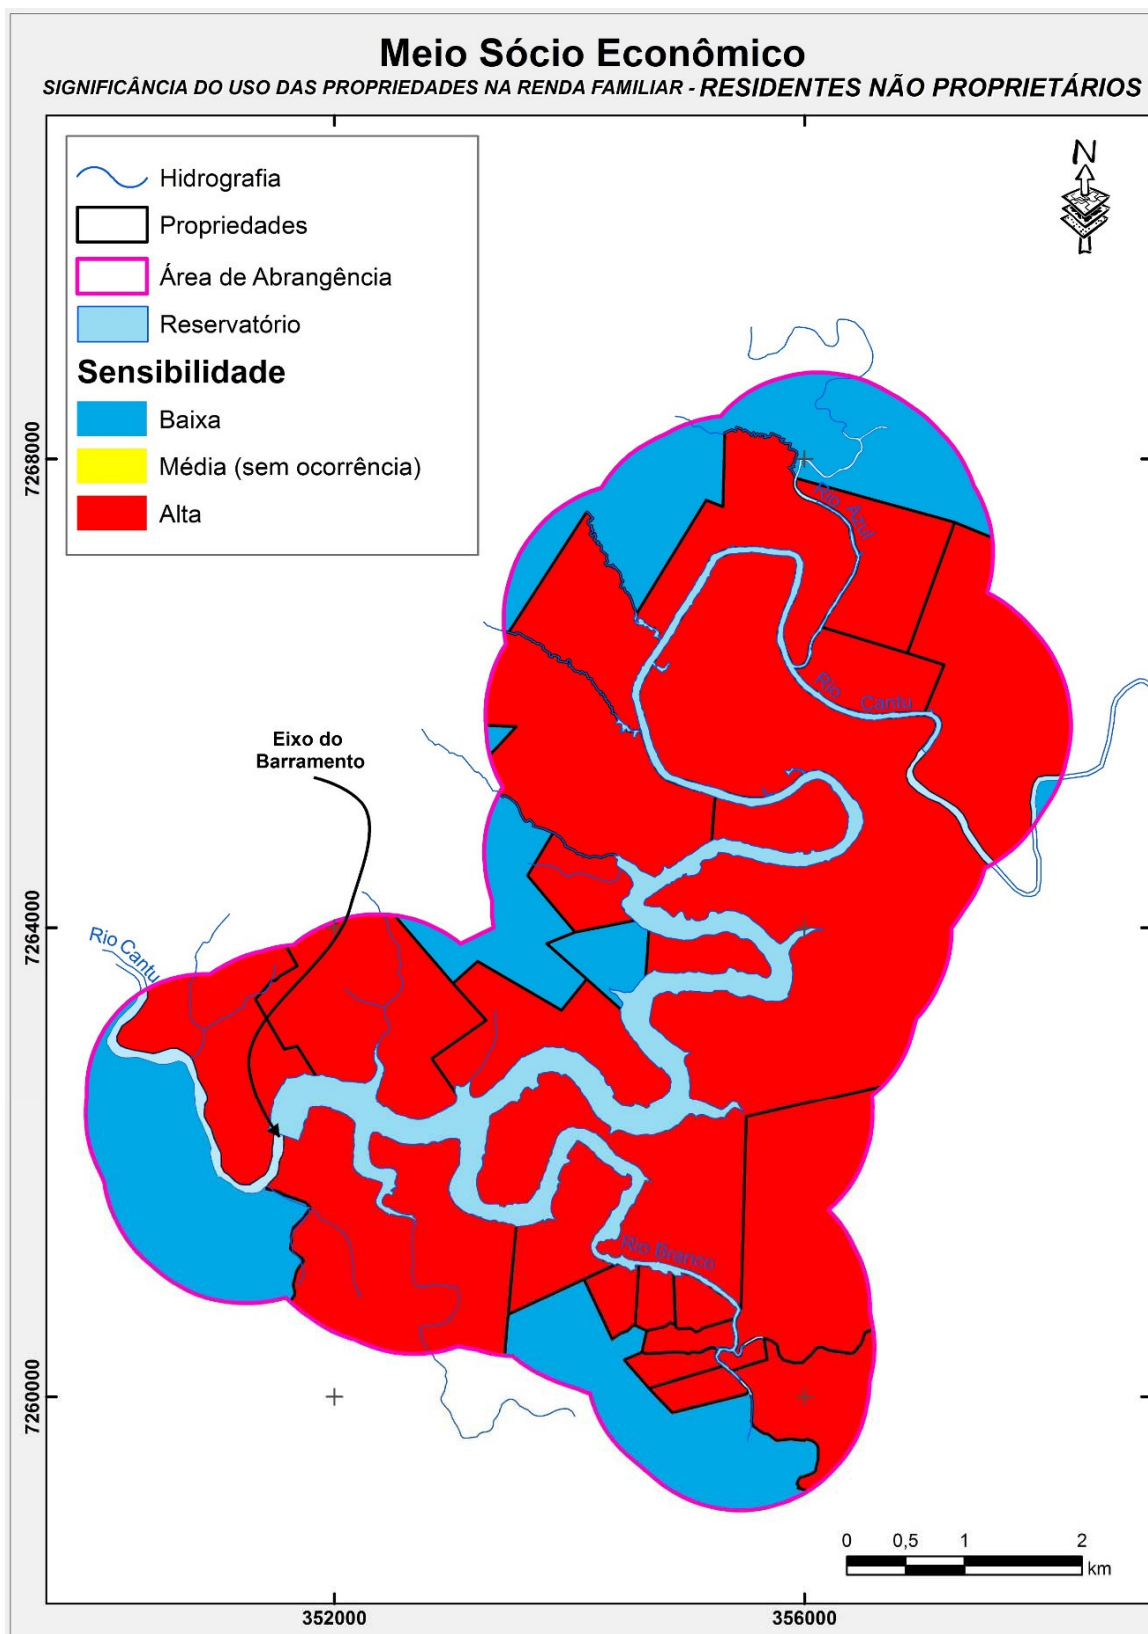 Meio Sócio Econômico
SIGNIFICÂNCIA DO USO DAS PROPRIEDADES NA RENDA FAMILIAR - RESIDENTES NÃO PROPRIETÁRIOS
Hidrografia
Propriedades
Área de Abrangência
Reservatório
Sensibilidade
Baixa
Média (sem ocorrência)
Alta
N
7268000
Rio Azul
Rio Cantu
Eixo do
Barramento
7264000
Rio Cantu
Rio Branco
7260000
0 0,5 1 2
km
352000 356000